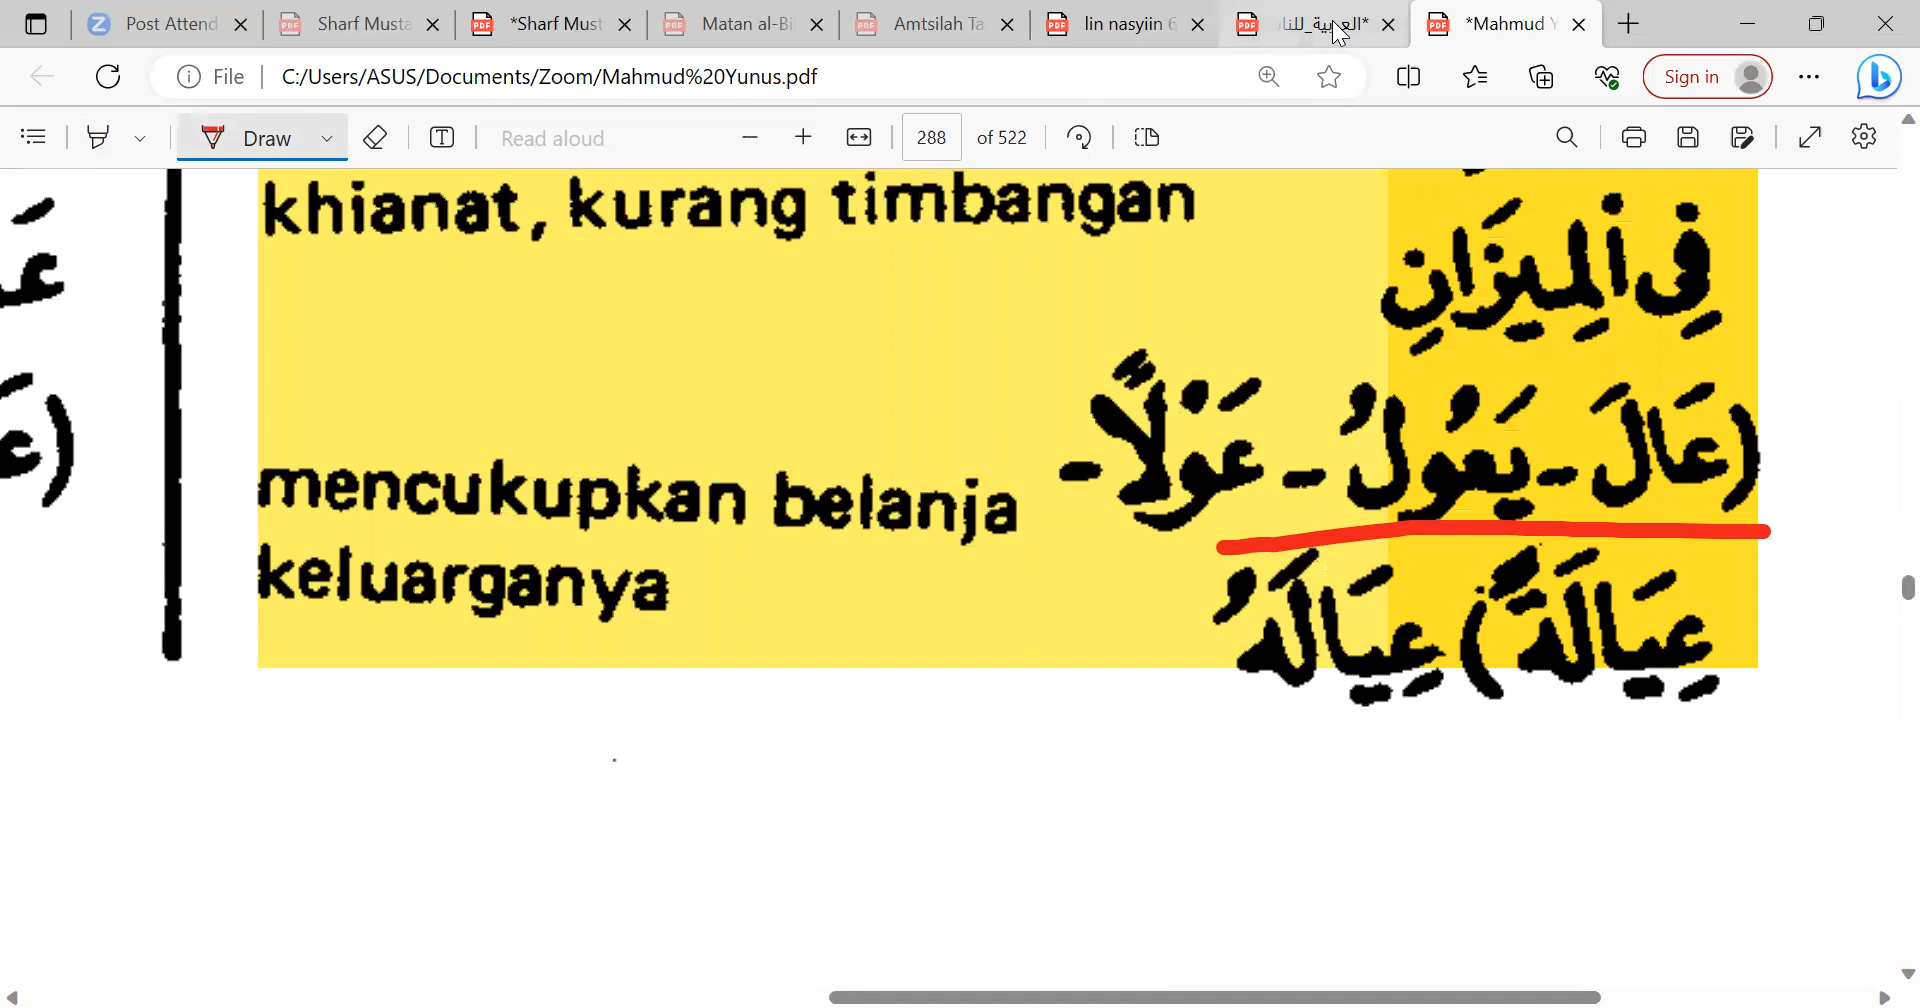 Post Attend
Sharf Musta
*Sharf Must
Matan al-Bi
Amtsilah Ta
lin nasyiin 6
العربية_للنا*
*Mahmud Y
File
C:/Users/ASUS/Documents/Zoom/Mahmud%20Yunus.pdf
Sign in
Draw
Read aloud
288
of 522
khianat, kurang timbangan
فِى الْمِيزَانِ
(عَالَ - يَعُولُ - عَوْلًا -
mencukupkan belanja
keluarganya
عِيَالَةً) عِيَالَهُ